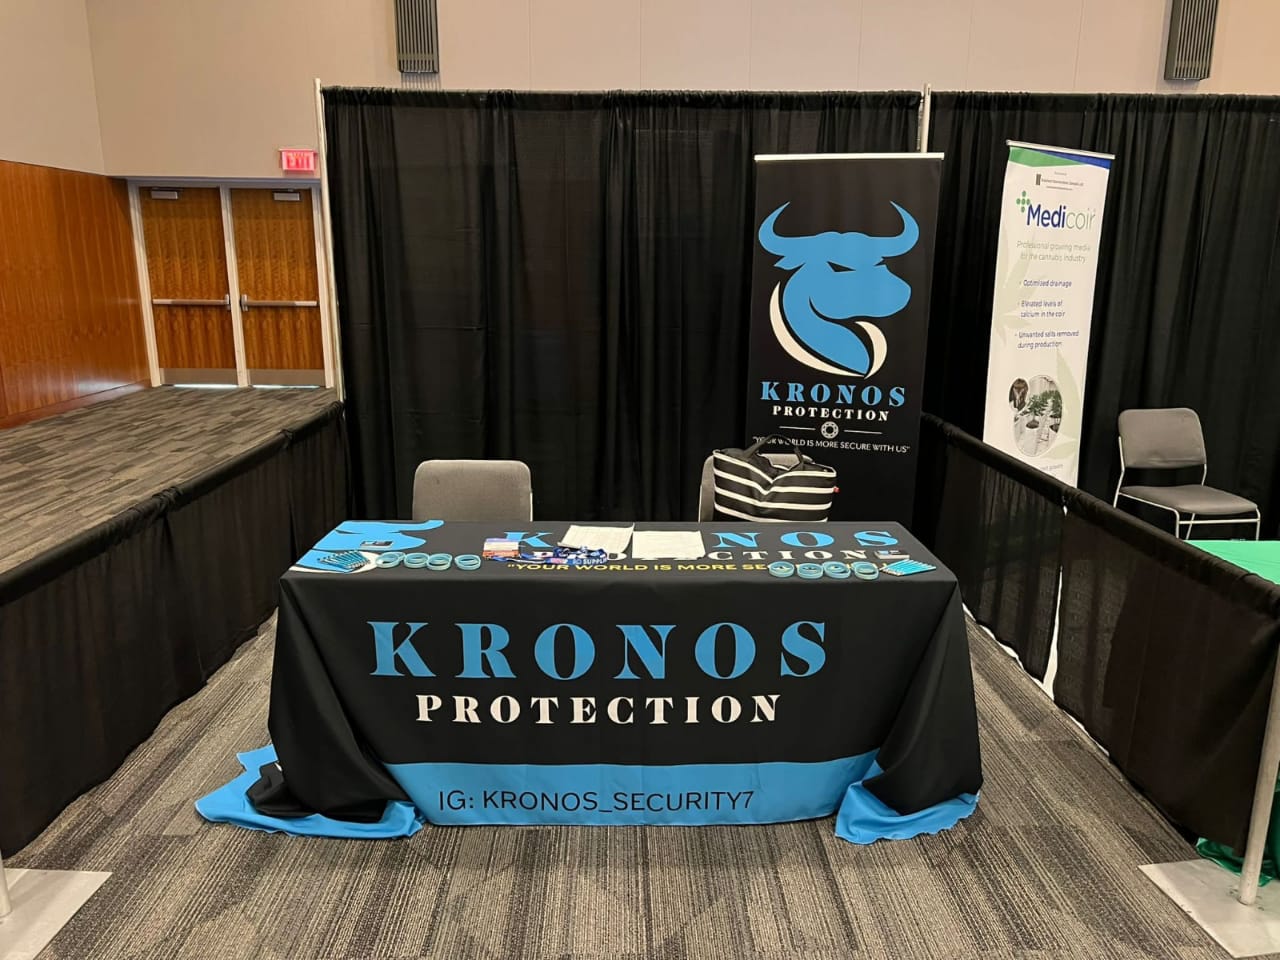 EXIT
KRONOS
PROTECTION
"YOUR WORLD IS MORE SECURE WITH US"
Medicoir
Professional growing media
for the cannabis industry
Optimised drainage
Elevated levels of
calcium in the coir
Unwanted salts removed
during production
PROTECTION
"YOUR WORLD IS MORE
KRONOS
PROTECTION
IG: KRONOS_SECURITY7